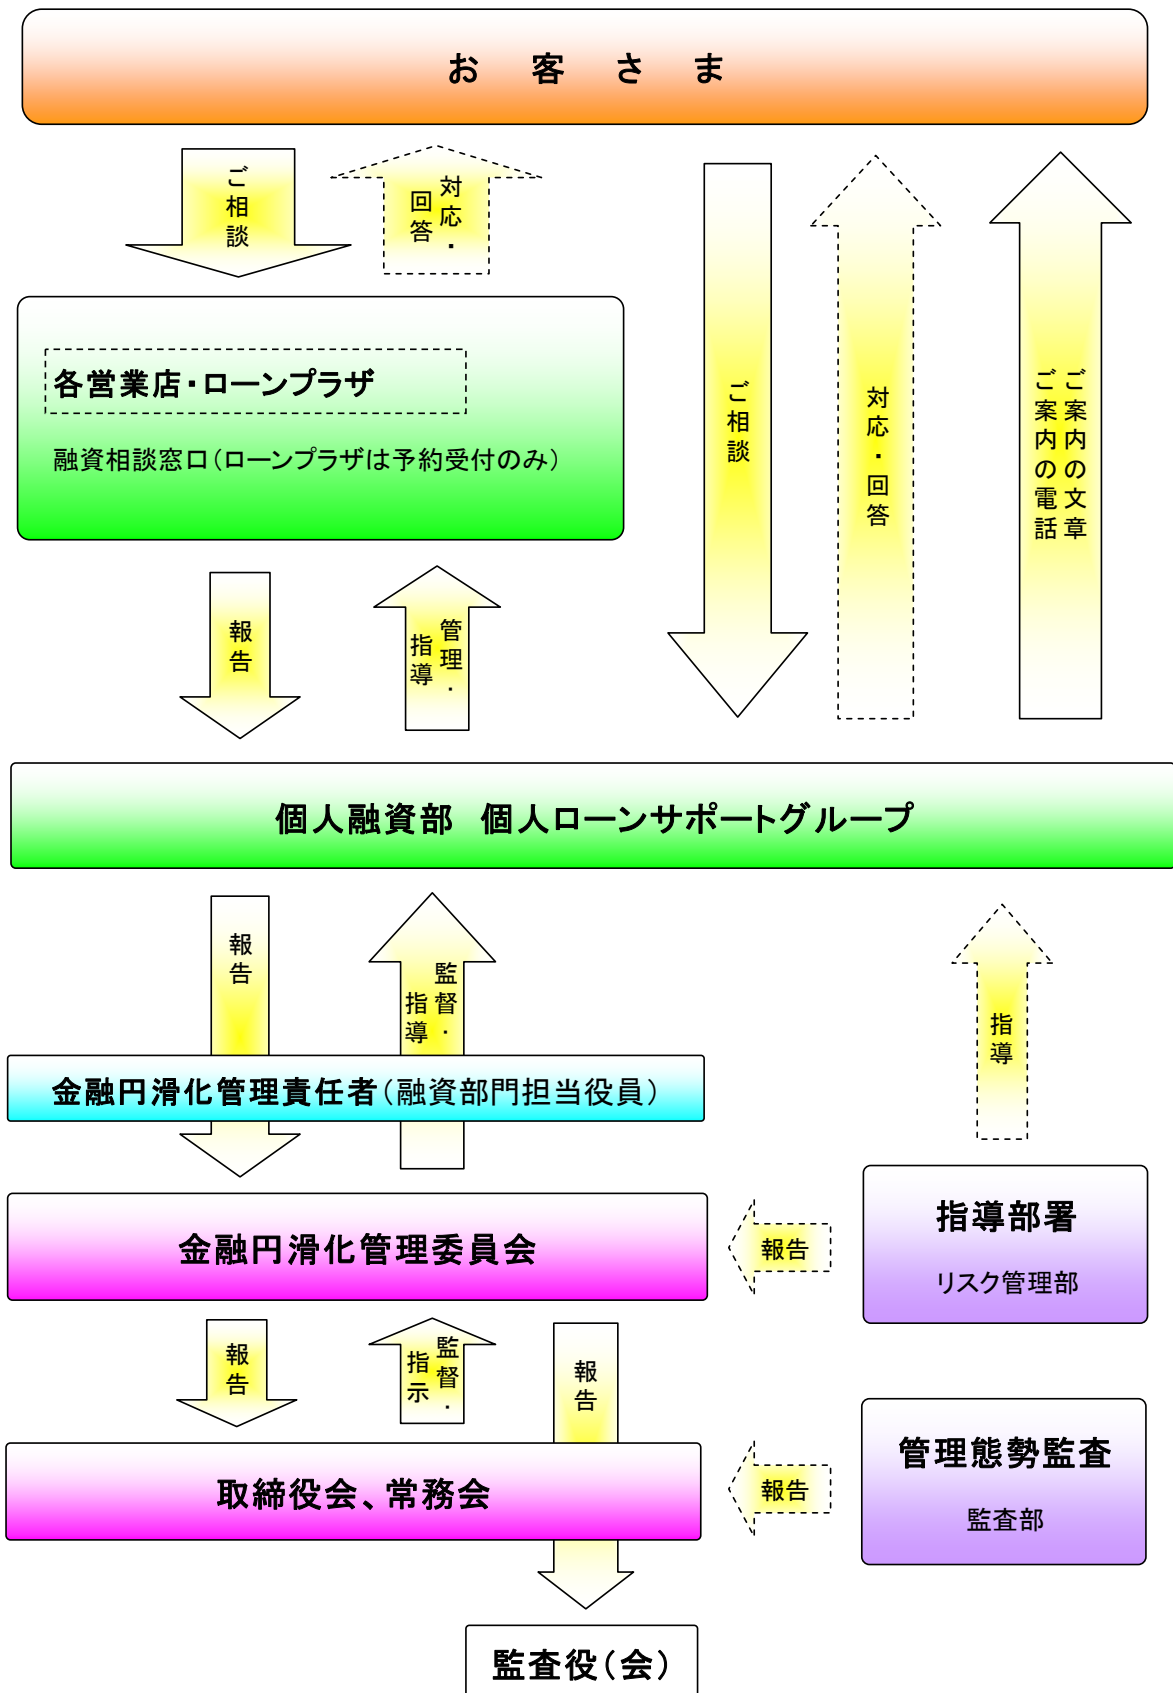 お客さま
ご相談
対応・
回答
ご相談
対応・回答
ご案内の文章
ご案内の電話
各営業店・ローンプラザ
融資相談窓口（ローンプラザは予約受付のみ）
報告
管理・
指導
個人融資部 個人ローンサポートグループ
報告
監督・
指導
指導
金融円滑化管理責任者（融資部門担当役員）
金融円滑化管理委員会
報告
指導部署
リスク管理部
報告
監督・
指示
報告
取締役会、常務会
報告
管理態勢監査
監査部
監査役（会）